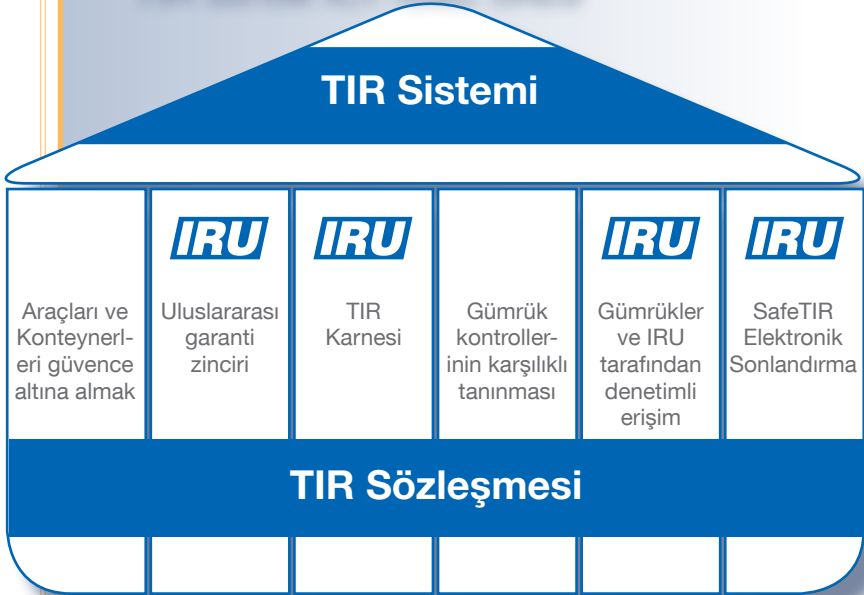 TIR Sistemi
IRU
IRU
IRU
IRU
Araçları ve
Konteynerl-
eri güvence
altına almak
Uluslararası
garanti
zinciri
TIR
Karnesi
Gümrük
kontroller-
inin karşılıklı
tanınması
Gümrükler
ve IRU
tarafından
denetimli
erişim
SafeTIR
Elektronik
Sonlandırma
TIR Sözleşmesi